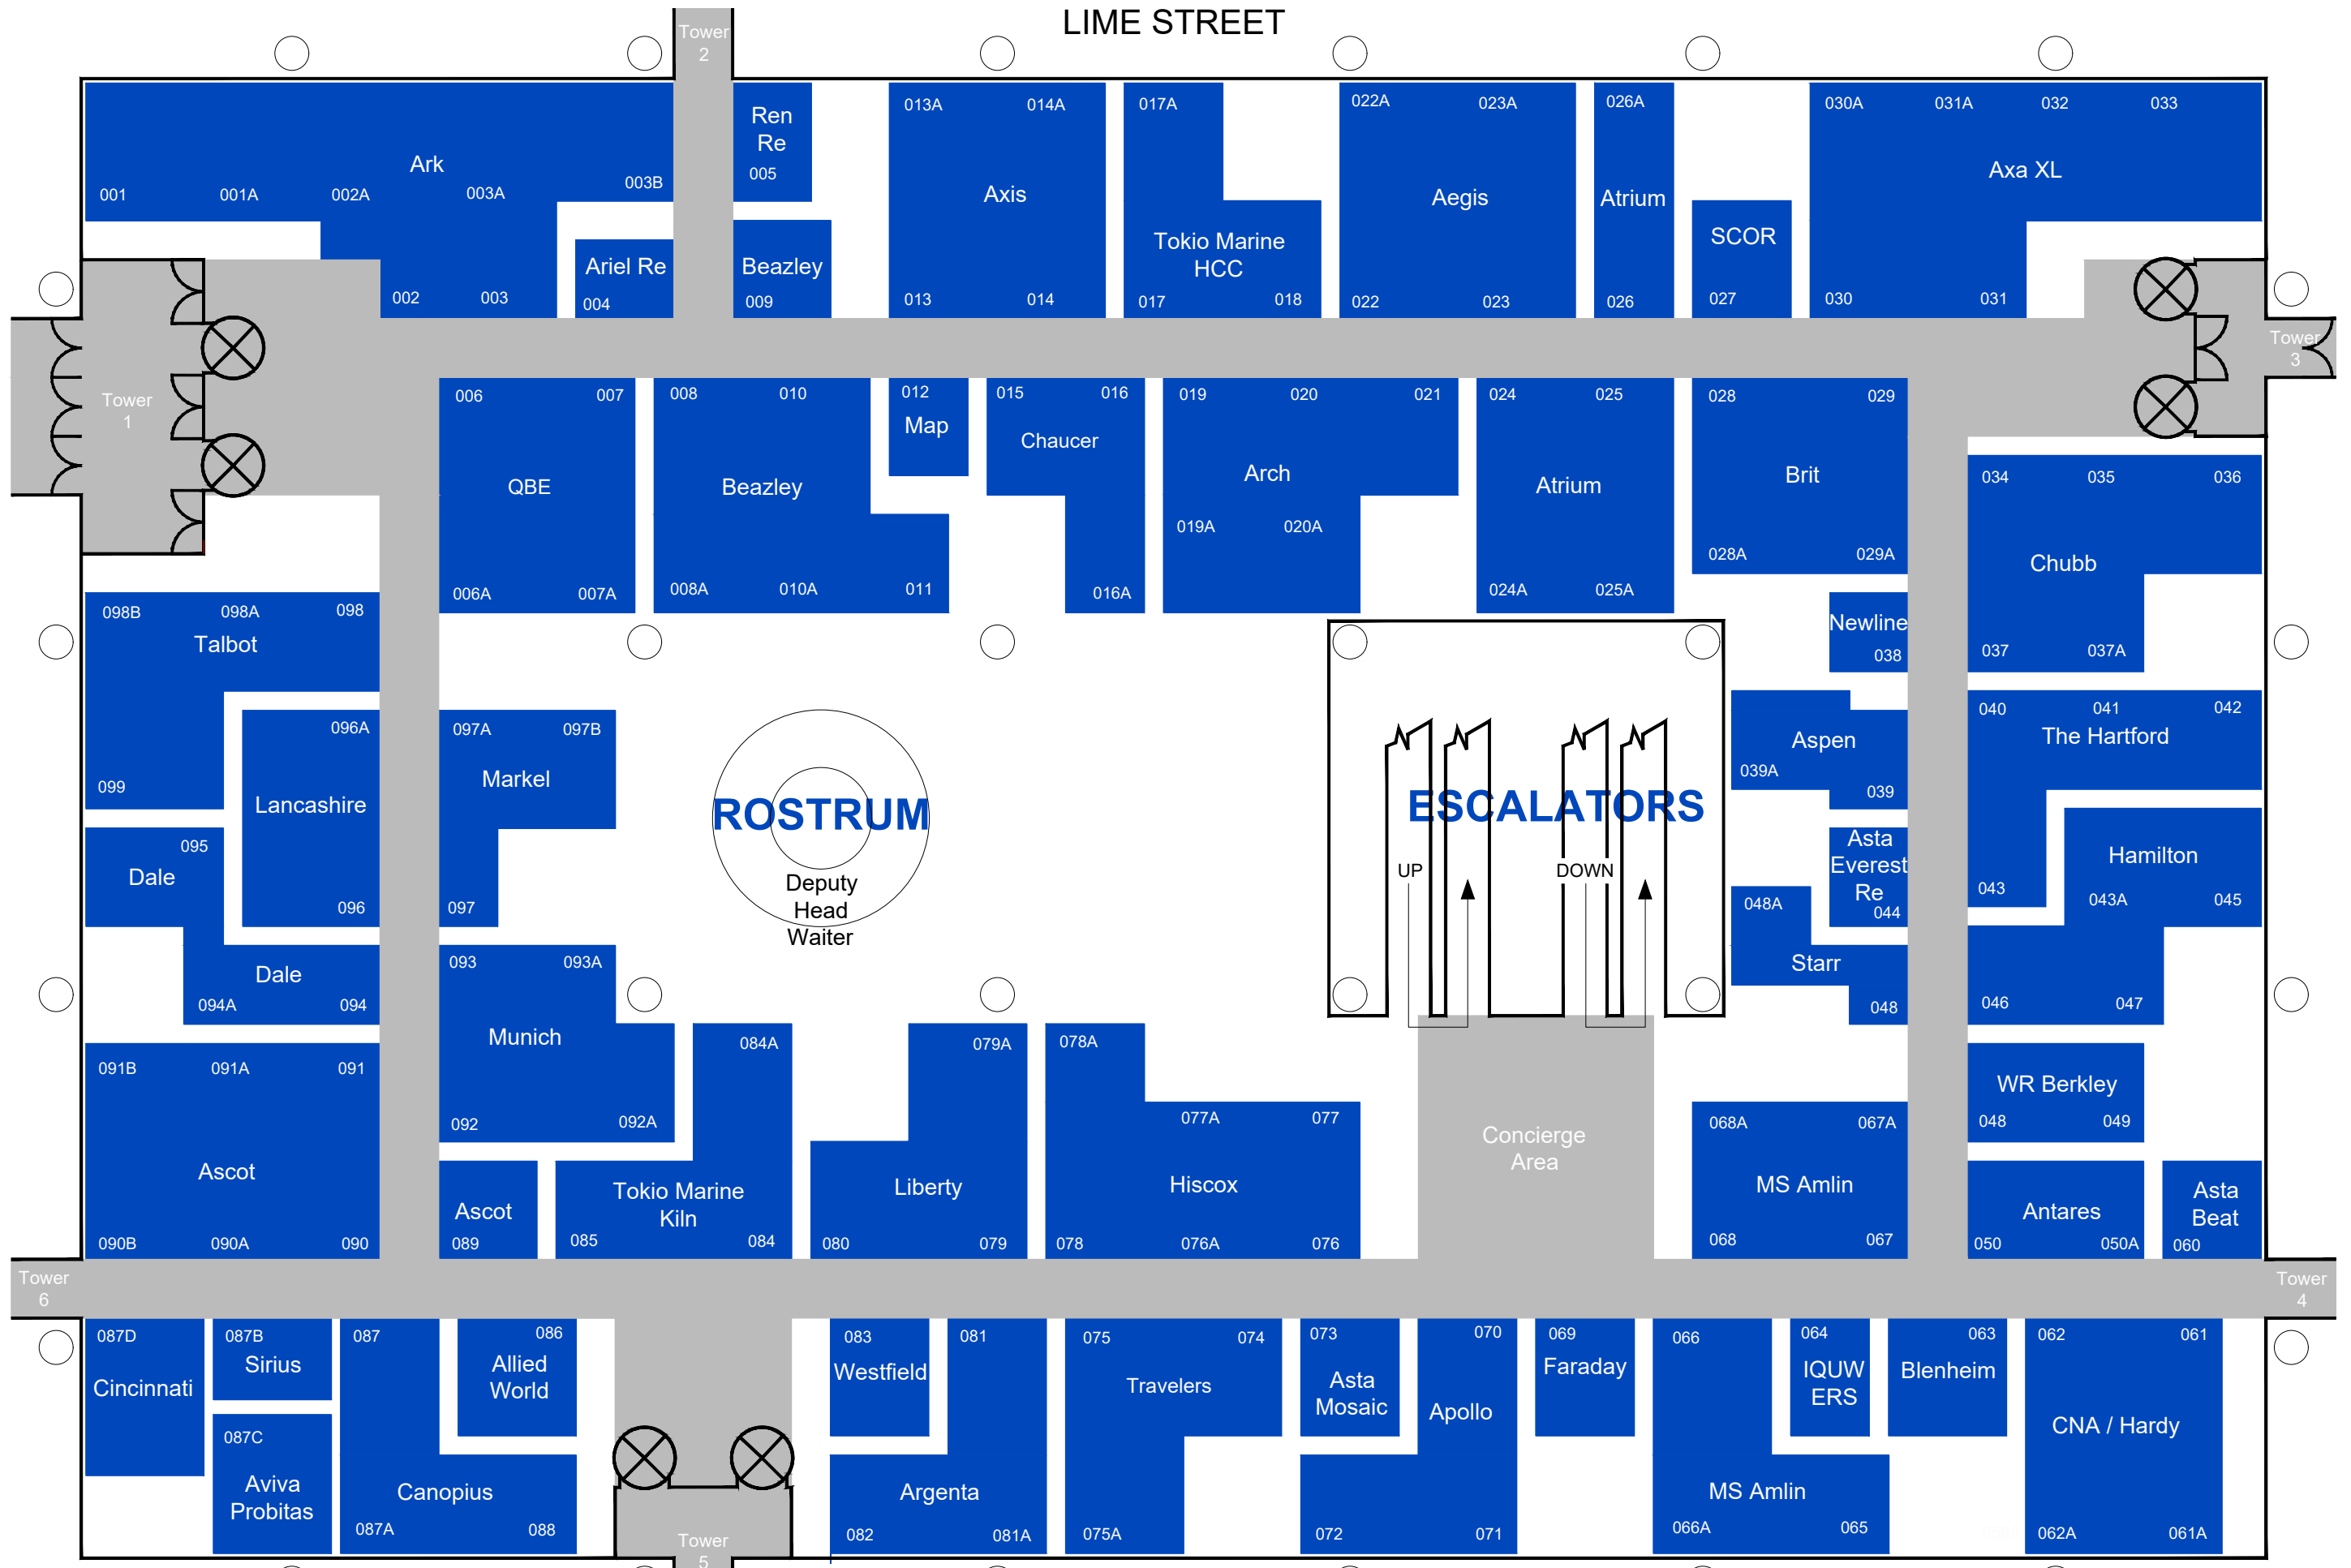 LIME STREET
Tower
2
Ark
001
001A
002A
003A
003B
002
003
Ariel Re
004
Ren
Re
005
Beazley
009
013A
014A
Axis
013
014
017A
Tokio Marine
HCC
017
018
022A
023A
Aegis
022
023
026A
Atrium
026
SCOR
027
030A
031A
032
033
Axa XL
030
031
Tower
1
Tower
3
006
007
QBE
006A
007A
008
010
Beazley
008A
010A
011
012
Map
015
016
Chaucer
016A
019
020
021
Arch
019A
020A
024
025
Atrium
024A
025A
028
029
Brit
028A
029A
034
035
036
Chubb
037
037A
Newline
038
098B
098A
098
Talbot
099
096A
Lancashire
096
097A
097B
Markel
097
ROSTRUM
Deputy
Head
Waiter
ESCALATORS
UP
DOWN
Aspen
039A
039
040
041
042
The Hartford
043
Asta
Everest
Re
044
Hamilton
043A
045
046
047
095
Dale
Dale
094A
094
048A
Starr
048
093
093A
Munich
092
092A
091B
091A
091
Ascot
090B
090A
090
Ascot
089
084A
Tokio Marine
Kiln
085
084
079A
Liberty
080
079
078A
077A
077
Hiscox
078
076A
076
Concierge
Area
068A
067A
MS Amlin
068
067
WR Berkley
048
049
Antares
050
050A
Asta
Beat
060
Tower
6
Tower
4
087D
Cincinnati
087B
Sirius
087C
Aviva
Probitas
087
Canopius
087A
088
086
Allied
World
Tower
5
083
Westfield
081
Argenta
082
081A
075
074
Travelers
075A
073
Asta
Mosaic
070
Apollo
072
071
069
Faraday
066
MS Amlin
066A
065
064
IQUW
ERS
063
Blenheim
062
061
CNA / Hardy
062A
061A